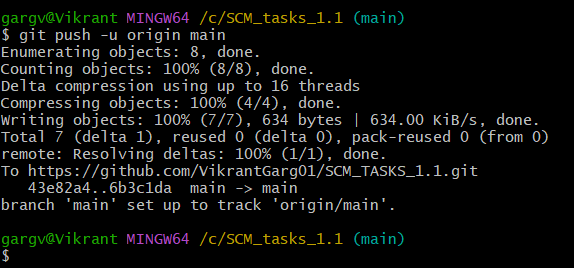 gargv@Vikrant MINGW64 /c/SCM_tasks_1.1 (main)
$ git push -u origin main
Enumerating objects: 8, done.
Counting objects: 100% (8/8), done.
Delta compression using up to 16 threads
Compressing objects: 100% (4/4), done.
Writing objects: 100% (7/7), 634 bytes | 634.00 KiB/s, done.
Total 7 (delta 1), reused 0 (delta 0), pack-reused 0 (from 0)
remote: Resolving deltas: 100% (1/1), done.
To https://github.com/VikrantGarg01/SCM_TASKS_1.1.git
   43e82a4..6b3c1da  main -> main
branch 'main' set up to track 'origin/main'.
gargv@Vikrant MINGW64 /c/SCM_tasks_1.1 (main)
$